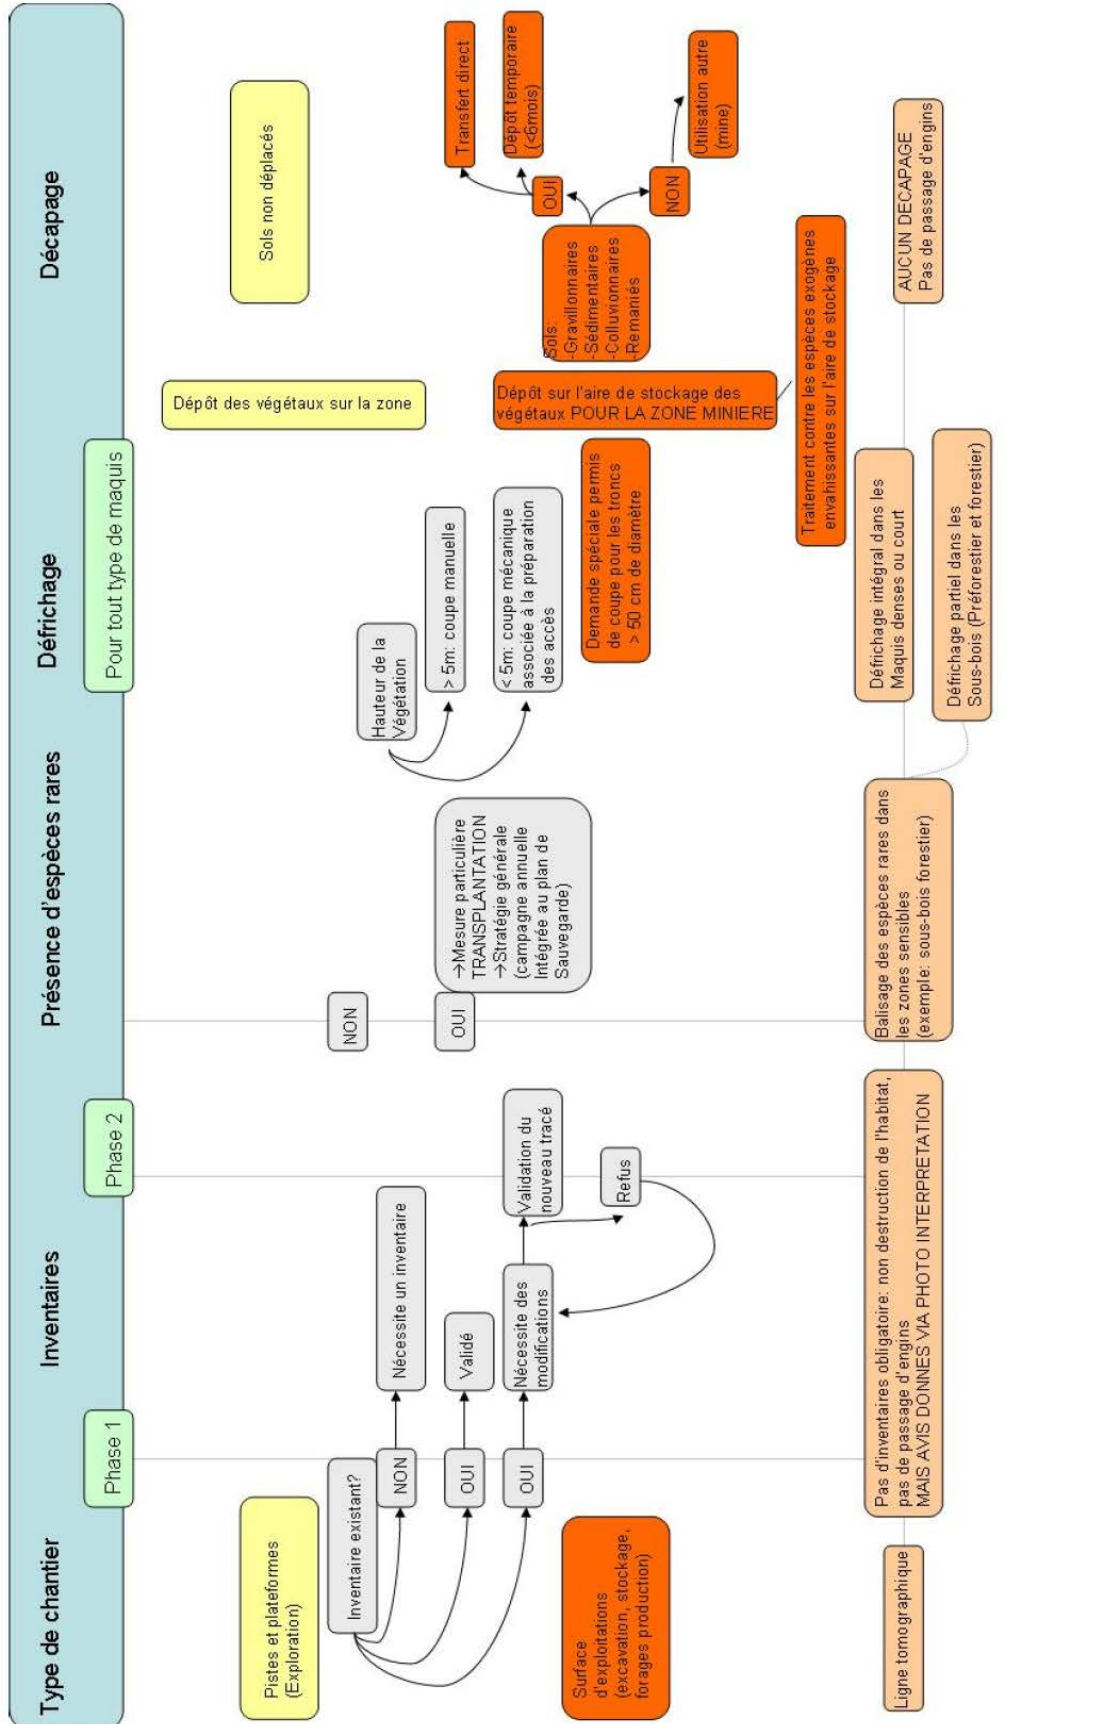 Type de chantier
Inventaires
Présence d'espèces rares
Défrichage
Décapage
Phase 1
Phase 2
Pour tout type de maquis
Pistes et plateformes
(Exploration)
Dépôt des végétaux sur la zone
Sols non déplacés
Inventaire existant?
NON
Nécessite un inventaire
OUI
Validé
OUI
Nécessite des
modifications
Validation du
nouveau tracé
Refus
NON
OUI
→Mesure particulière
TRANSPLANTATION
→Stratégie générale
(campagne annuelle
Intégrée au plan de
Sauvegarde)
Hauteur de la
Végétation
> 5m: coupe manuelle
< 5m: coupe mécanique
associée à la préparation
des accès
Surface
d'exploitations
(excavation, stockage,
forages production)
Demande spéciale permis
de coupe pour les troncs
> 50 cm de diamètre
Dépôt sur l'aire de stockage des
végétaux POUR LA ZONE MINIERE
Traitement contre les espèces exogènes
envahissantes sur l'aire de stockage
Sols:
-Gravillonnaires
-Sédimentaires
-Colluvionnaires
-Remaniés
OUI
Transfert direct
Dépôt temporaire
(<6mois)
NON
Utilisation autre
(mine)
Ligne tomographique
Pas d'inventaires obligatoire: non destruction de l'habitat,
pas de passage d'engins
MAIS AVIS DONNES VIA PHOTO INTERPRETATION
Balisage des espèces rares dans
les zones sensibles
(exemple: sous-bois forestier)
Défrichage intégral dans les
Maquis denses ou court
Défrichage partiel dans les
Sous-bois (Préforestier et forestier)
AUCUN DECAPAGE
Pas de passage d'engins